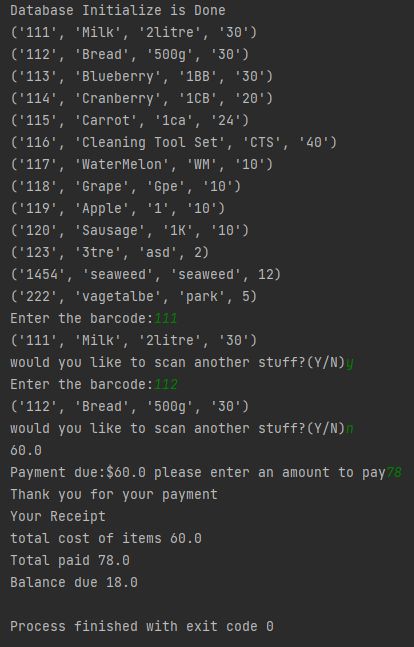 Database Initialize is Done
('111', 'Milk', '2litre', '30')
('112', 'Bread', '500g', '30')
('113', 'Blueberry', '1BB', '30')
('114', 'Cranberry', '1CB', '20')
('115', 'Carrot', '1ca', '24')
('116', 'Cleaning Tool Set', 'CTS', '40')
('117', 'WaterMelon', 'WM', '10')
('118', 'Grape', 'Gpe', '10')
('119', 'Apple', '1', '10')
('120', 'Sausage', '1K', '10')
('123', '3tre', 'asd', 2)
('1454', 'seaweed', 'seaweed', 12)
('222', 'vagetalbe', 'park', 5)
Enter the barcode:111
('111', 'Milk', '2litre', '30')
would you like to scan another stuff?(Y/N)y
Enter the barcode:112
('112', 'Bread', '500g', '30')
would you like to scan another stuff?(Y/N)n
60.0
Payment due:$60.0 please enter an amount to pay78
Thank you for your payment
Your Receipt
total cost of items 60.0
Total paid 78.0
Balance due 18.0
Process finished with exit code 0